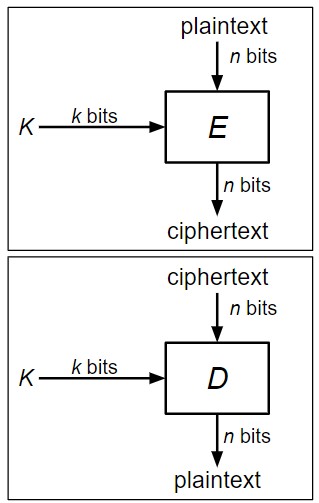 plaintext
n bits
K
k bits
E
n bits
ciphertext
ciphertext
n bits
K
k bits
D
n bits
plaintext